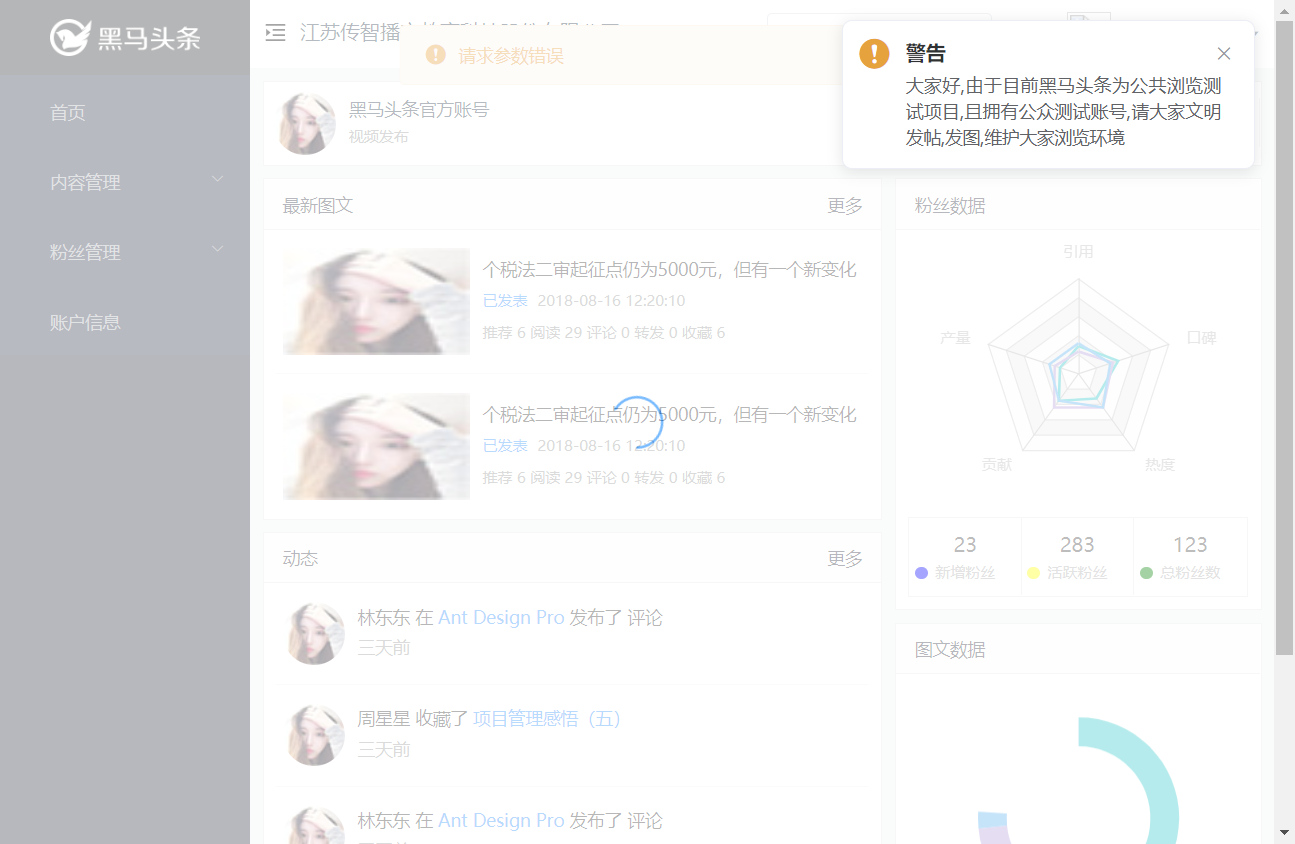 黑马头条
江苏传智播
请求参数错误
警告
大家好,由于目前黑马头条为公共浏览测
试项目,且拥有公众测试账号,请大家文明
发帖,发图,维护大家浏览环境
首页
内容管理
粉丝管理
账户信息
黑马头条官方账号
视频发布
最新图文 更多
个税法二审起征点仍为5000元，但有一个新变化
已发表 2018-08-16 12:20:10
推荐 6 阅读 29 评论 0 转发 0 收藏 6
个税法二审起征点仍为5000元，但有一个新变化
已发表 2018-08-16 12:20:10
推荐 6 阅读 29 评论 0 转发 0 收藏 6
动态 更多
林东东 在 Ant Design Pro 发布了 评论
三天前
周星星 收藏了 项目管理感悟（五）
三天前
林东东 在 Ant Design Pro 发布了 评论
粉丝数据
引用
产量 口碑
贡献 热度
23 283 123
新增粉丝 活跃粉丝 总粉丝数
图文数据